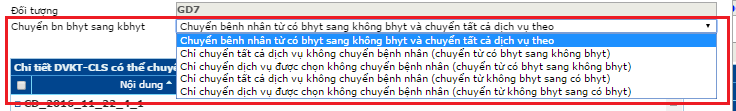 Đối tượng GD7
Chuyển bn bhyt sang kbhyt Chuyển bênh nhân từ có bhyt sang không bhyt và chuyển tất cả dịch vụ theo
Chuyển bênh nhân từ có bhyt sang không bhyt và chuyển tất cả dịch vụ theo
Chỉ chuyển tất cả dịch vụ không chuyển bệnh nhân (chuyển từ có bhyt sang không bhyt)
Chi tiết DVKT-CLS có thể chuyể Chỉ chuyển dịch vụ được chọn không chuyển bệnh nhân (chuyển từ có bhyt sang không bhyt)
Chỉ chuyển tất cả dịch vụ không chuyển bệnh nhân (chuyển từ không bhyt sang có bhyt)
Nội dung Chỉ chuyển dịch vụ được chọn không chuyển bệnh nhân (chuyển từ không bhyt sang có bhyt)
CD_2016_11_22_4_1